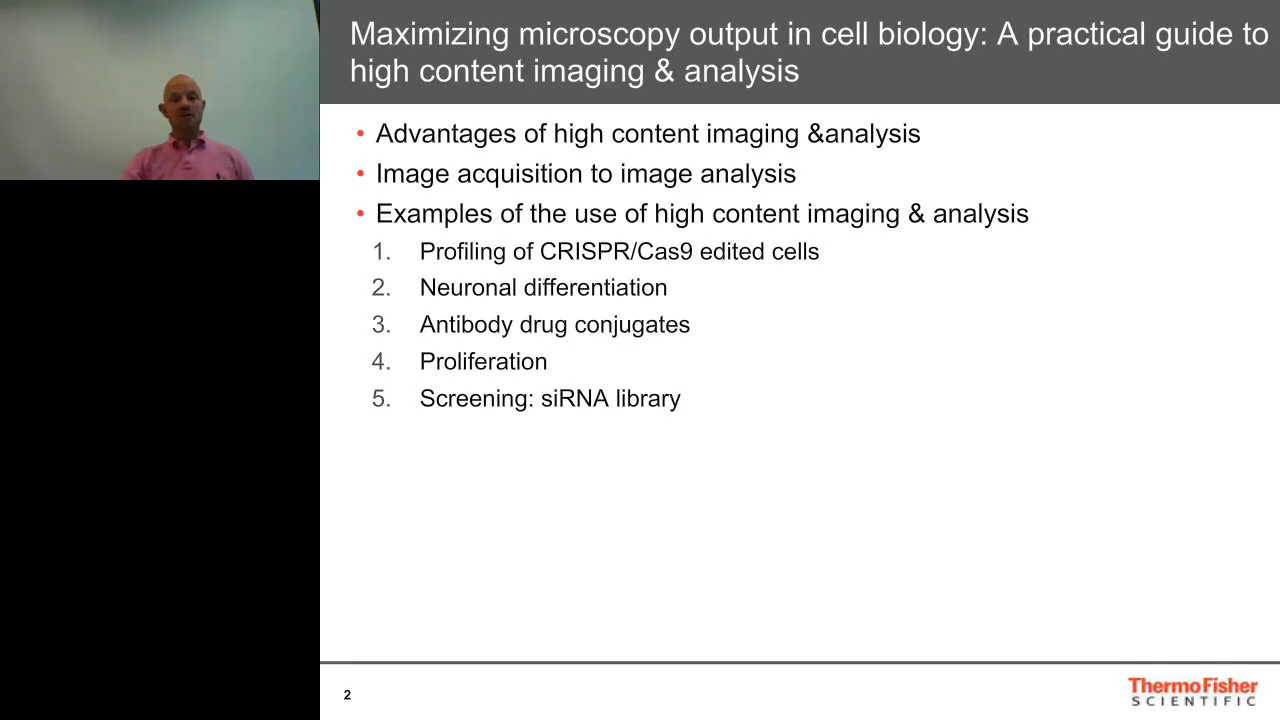 Maximizing microscopy output in cell biology: A practical guide to
high content imaging & analysis
• Advantages of high content imaging &analysis
• Image acquisition to image analysis
• Examples of the use of high content imaging & analysis
1. Profiling of CRISPR/Cas9 edited cells
2. Neuronal differentiation
3. Antibody drug conjugates
4. Proliferation
5. Screening: siRNA library
2
ThermoFisher
SCIENTIFIC